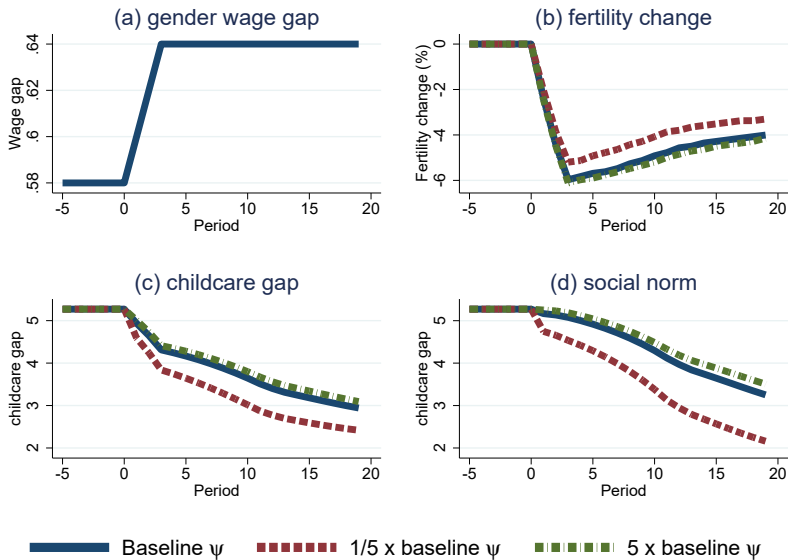 (a) gender wage gap
Wage gap
.64
.62
.6
.58
-5 0 5 10 15 20
Period
(b) fertility change
Fertility change (%)
0
-2
-4
-6
-5 0 5 10 15 20
Period
(c) childcare gap
childcare gap
5
4
3
2
-5 0 5 10 15 20
Period
(d) social norm
childcare gap
5
4
3
2
-5 0 5 10 15 20
Period
Baseline ψ 1/5 x baseline ψ 5 x baseline ψ